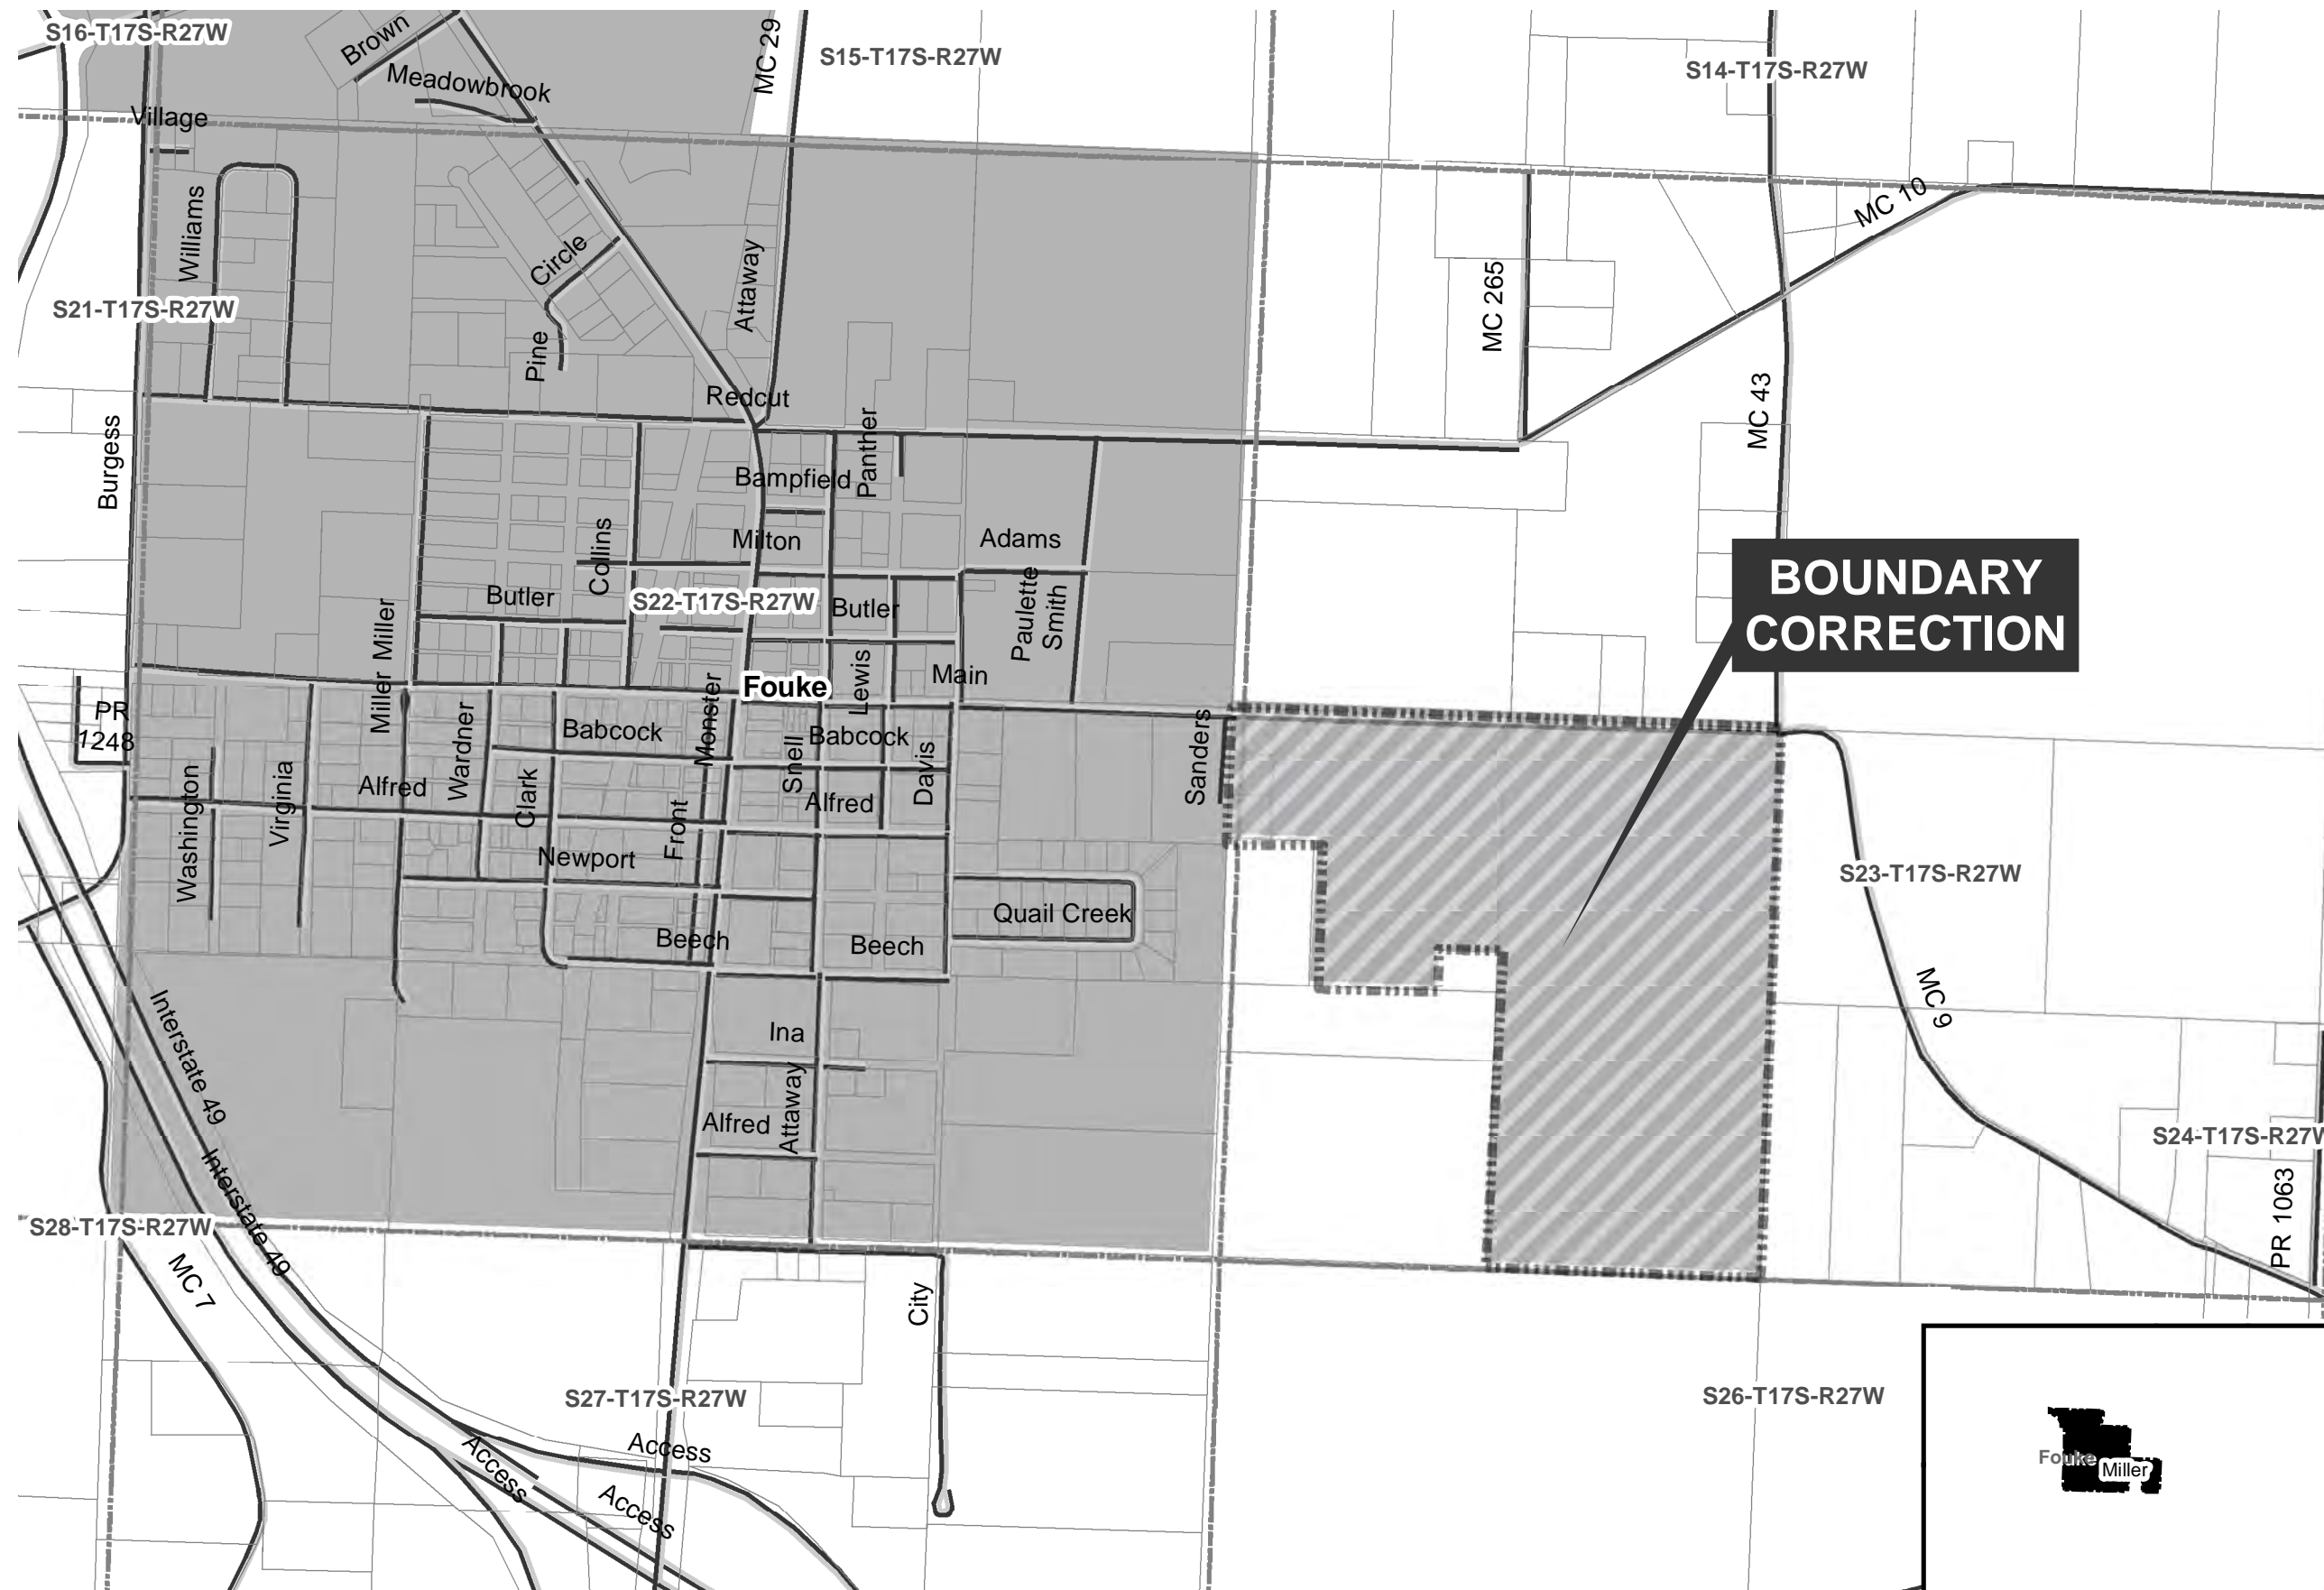 S16-T17S-R27W
Brown
MC 29
S15-T17S-R27W
S14-T17S-R27W
Meadowbrook
Village
Williams
Circle
Attaway
MC 10
S21-T17S-R27W
MC 265
Pine
Redcut
MC 43
Burgess
Panther
Bampfield
Collins
Milton
Adams
BOUNDARY
CORRECTION
Butler
S22-T17S-R27W
Butler
Paulette
Smith
Miller
Miller
Lewis
Main
Fouke
PR
1248
Wardner
Babcock
Monster
Snell
Babcock
Davis
Sanders
Washington
Virginia
Alfred
Clark
Front
Alfred
Newport
S23-T17S-R27W
Quail Creek
Beech
Beech
MC 9
Interstate 49
Ina
Attaway
Alfred
S24-T17S-R27W
Interstate 49
PR 1063
S28-T17S-R27W
MC 7
City
S27-T17S-R27W
S26-T17S-R27W
Access
Access
Access
Fouke
Miller